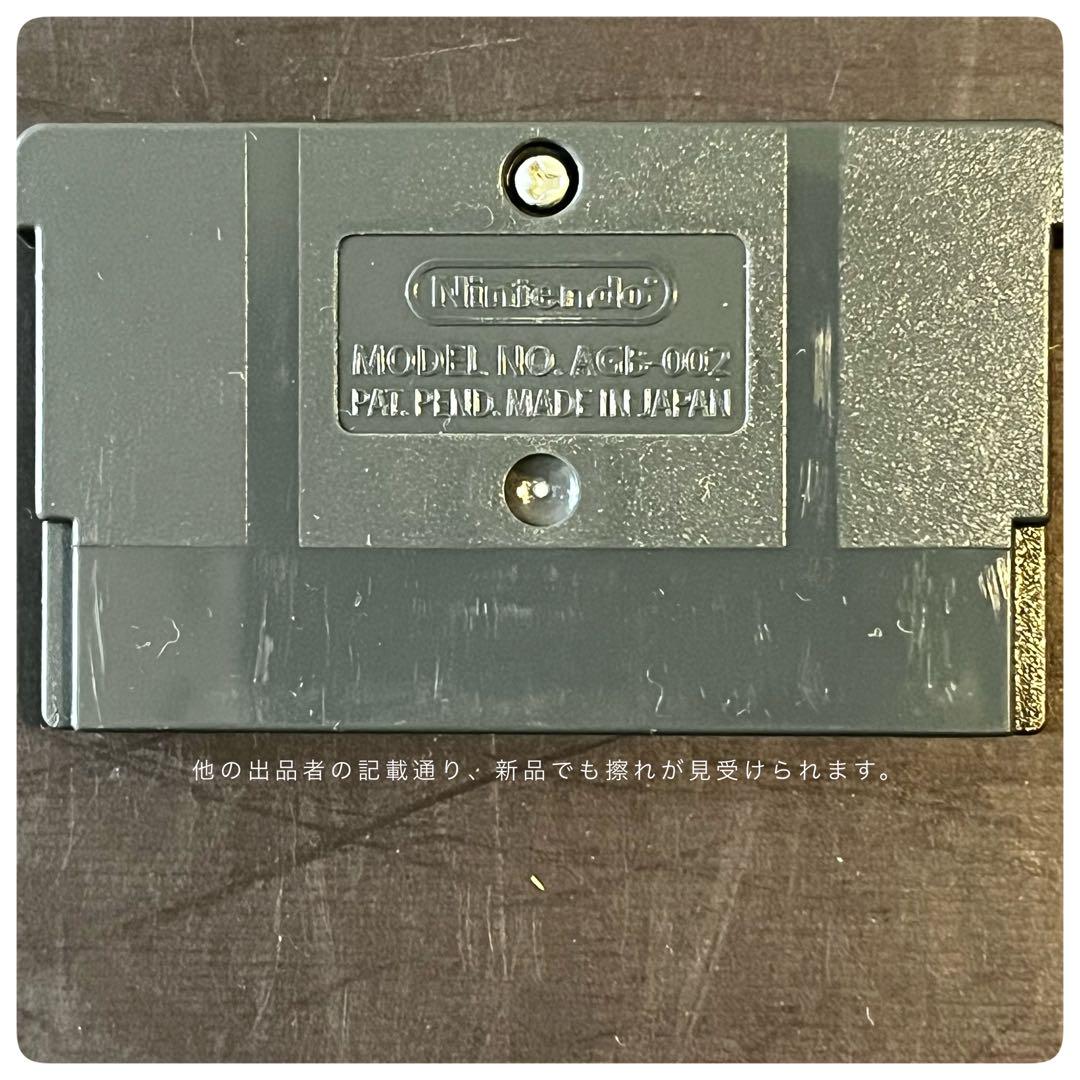 Nintendo
MODEL NO. AGB-002
PAT. PEND. MADE IN JAPAN
他の出品者の記載通り、新品でも擦れが見受けられます。